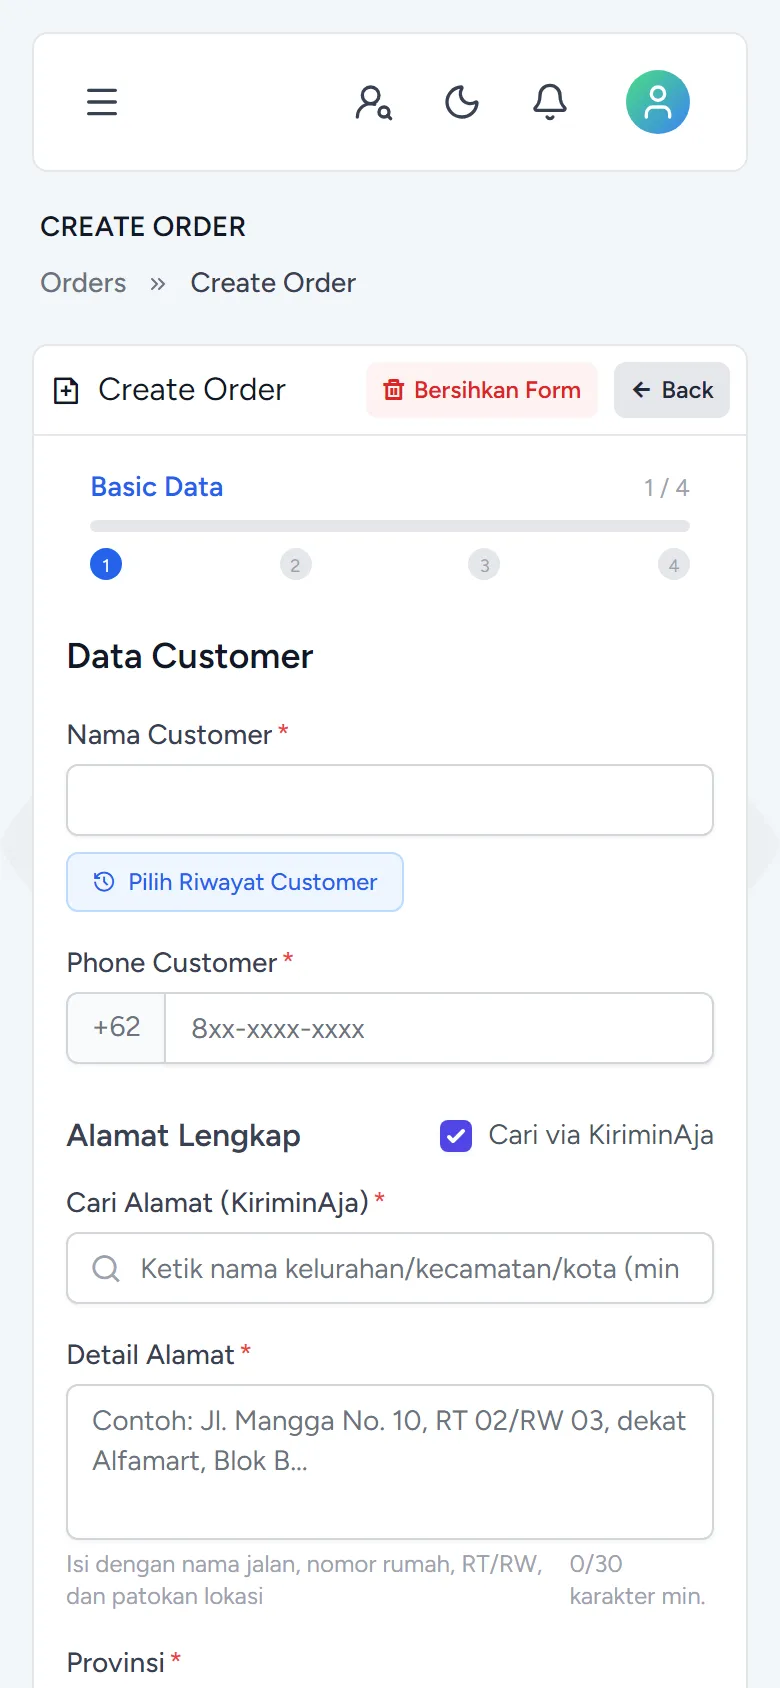 CREATE ORDER
Orders » Create Order
Create Order
Bersihkan Form
Back
Basic Data
1 / 4
1
2
3
4
Data Customer
Nama Customer *
Pilih Riwayat Customer
Phone Customer *
+62
8xx-xxxx-xxxx
Alamat Lengkap
Cari via KiriminAja
Cari Alamat (KiriminAja) *
Ketik nama kelurahan/kecamatan/kota (min
Detail Alamat *
Contoh: Jl. Mangga No. 10, RT 02/RW 03, dekat
Alfamart, Blok B...
Isi dengan nama jalan, nomor rumah, RT/RW,
dan patokan lokasi
0/30
karakter min.
Provinsi *